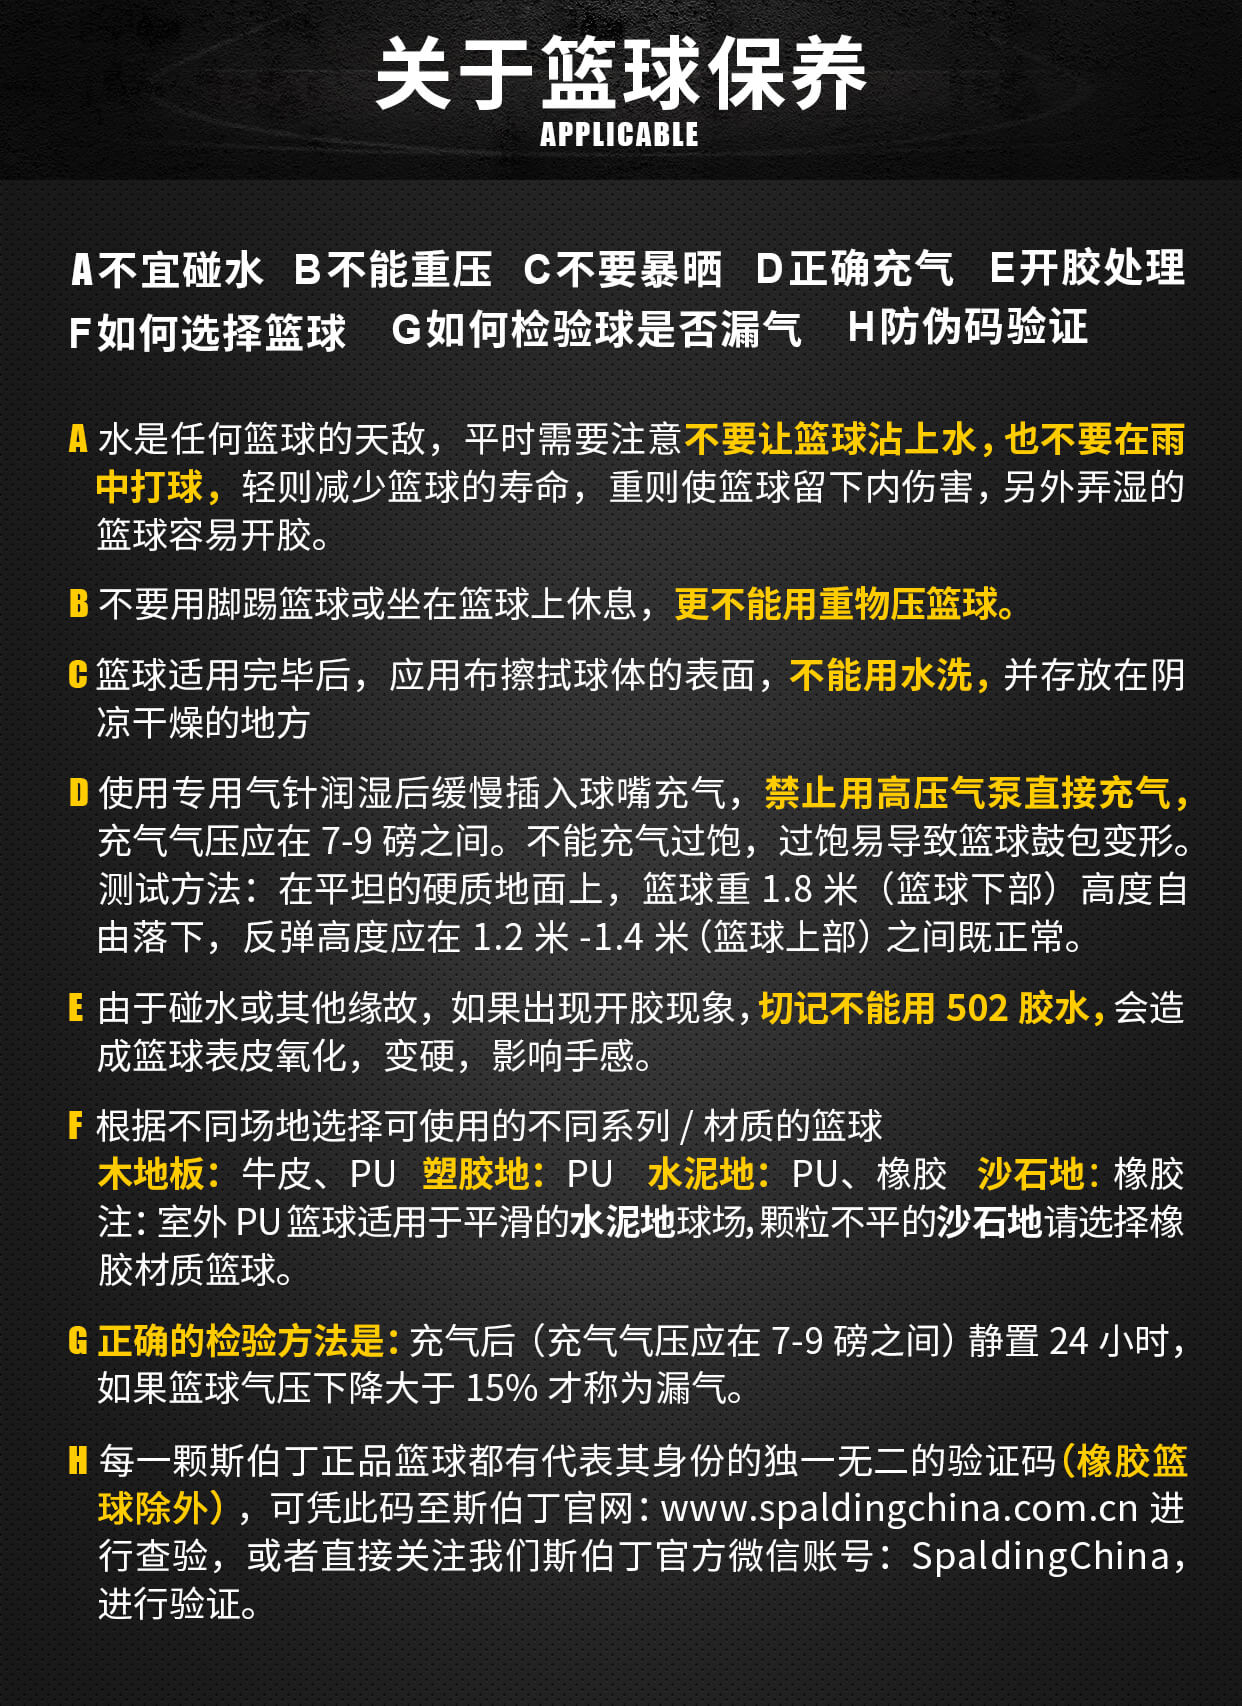 关于篮球保养
APPLICABLE
A不宜碰水 B不能重压 C不要暴晒 D正确充气 E开胶处理
F如何选择篮球 G如何检验球是否漏气 H防伪码验证
A 水是任何篮球的天敌，平时需要注意不要让篮球沾上水，也不要在雨
中打球，轻则减少篮球的寿命，重则使篮球留下内伤害，另外弄湿的
篮球容易开胶。
B 不要用脚踢篮球或坐在篮球上休息，更不能用重物压篮球。
C 篮球适用完毕后，应用布擦拭球体的表面，不能用水洗，并存放在阴
凉干燥的地方
D 使用专用气针润湿后缓慢插入球嘴充气，禁止用高压气泵直接充气，
充气气压应在 7-9 磅之间。不能充气过饱，过饱易导致篮球鼓包变形。
测试方法：在平坦的硬质地面上，篮球重 1.8 米（篮球下部）高度自
由落下，反弹高度应在 1.2 米 -1.4 米（篮球上部）之间既正常。
E 由于碰水或其他缘故，如果出现开胶现象，切记不能用 502 胶水，会造
成篮球表皮氧化，变硬，影响手感。
F 根据不同场地选择可使用的不同系列 / 材质的篮球
木地板：牛皮、PU 塑胶地：PU 水泥地：PU、橡胶 沙石地：橡胶
注：室外 PU 篮球适用于平滑的水泥地球场，颗粒不平的沙石地请选择橡
胶材质篮球。
G 正确的检验方法是：充气后（充气气压应在 7-9 磅之间）静置 24 小时，
如果篮球气压下降大于 15% 才称为漏气。
H 每一颗斯伯丁正品篮球都有代表其身份的独一无二的验证码（橡胶篮
球除外），可凭此码至斯伯丁官网：www.spaldingchina.com.cn 进
行查验，或者直接关注我们斯伯丁官方微信账号：SpaldingChina，
进行验证。